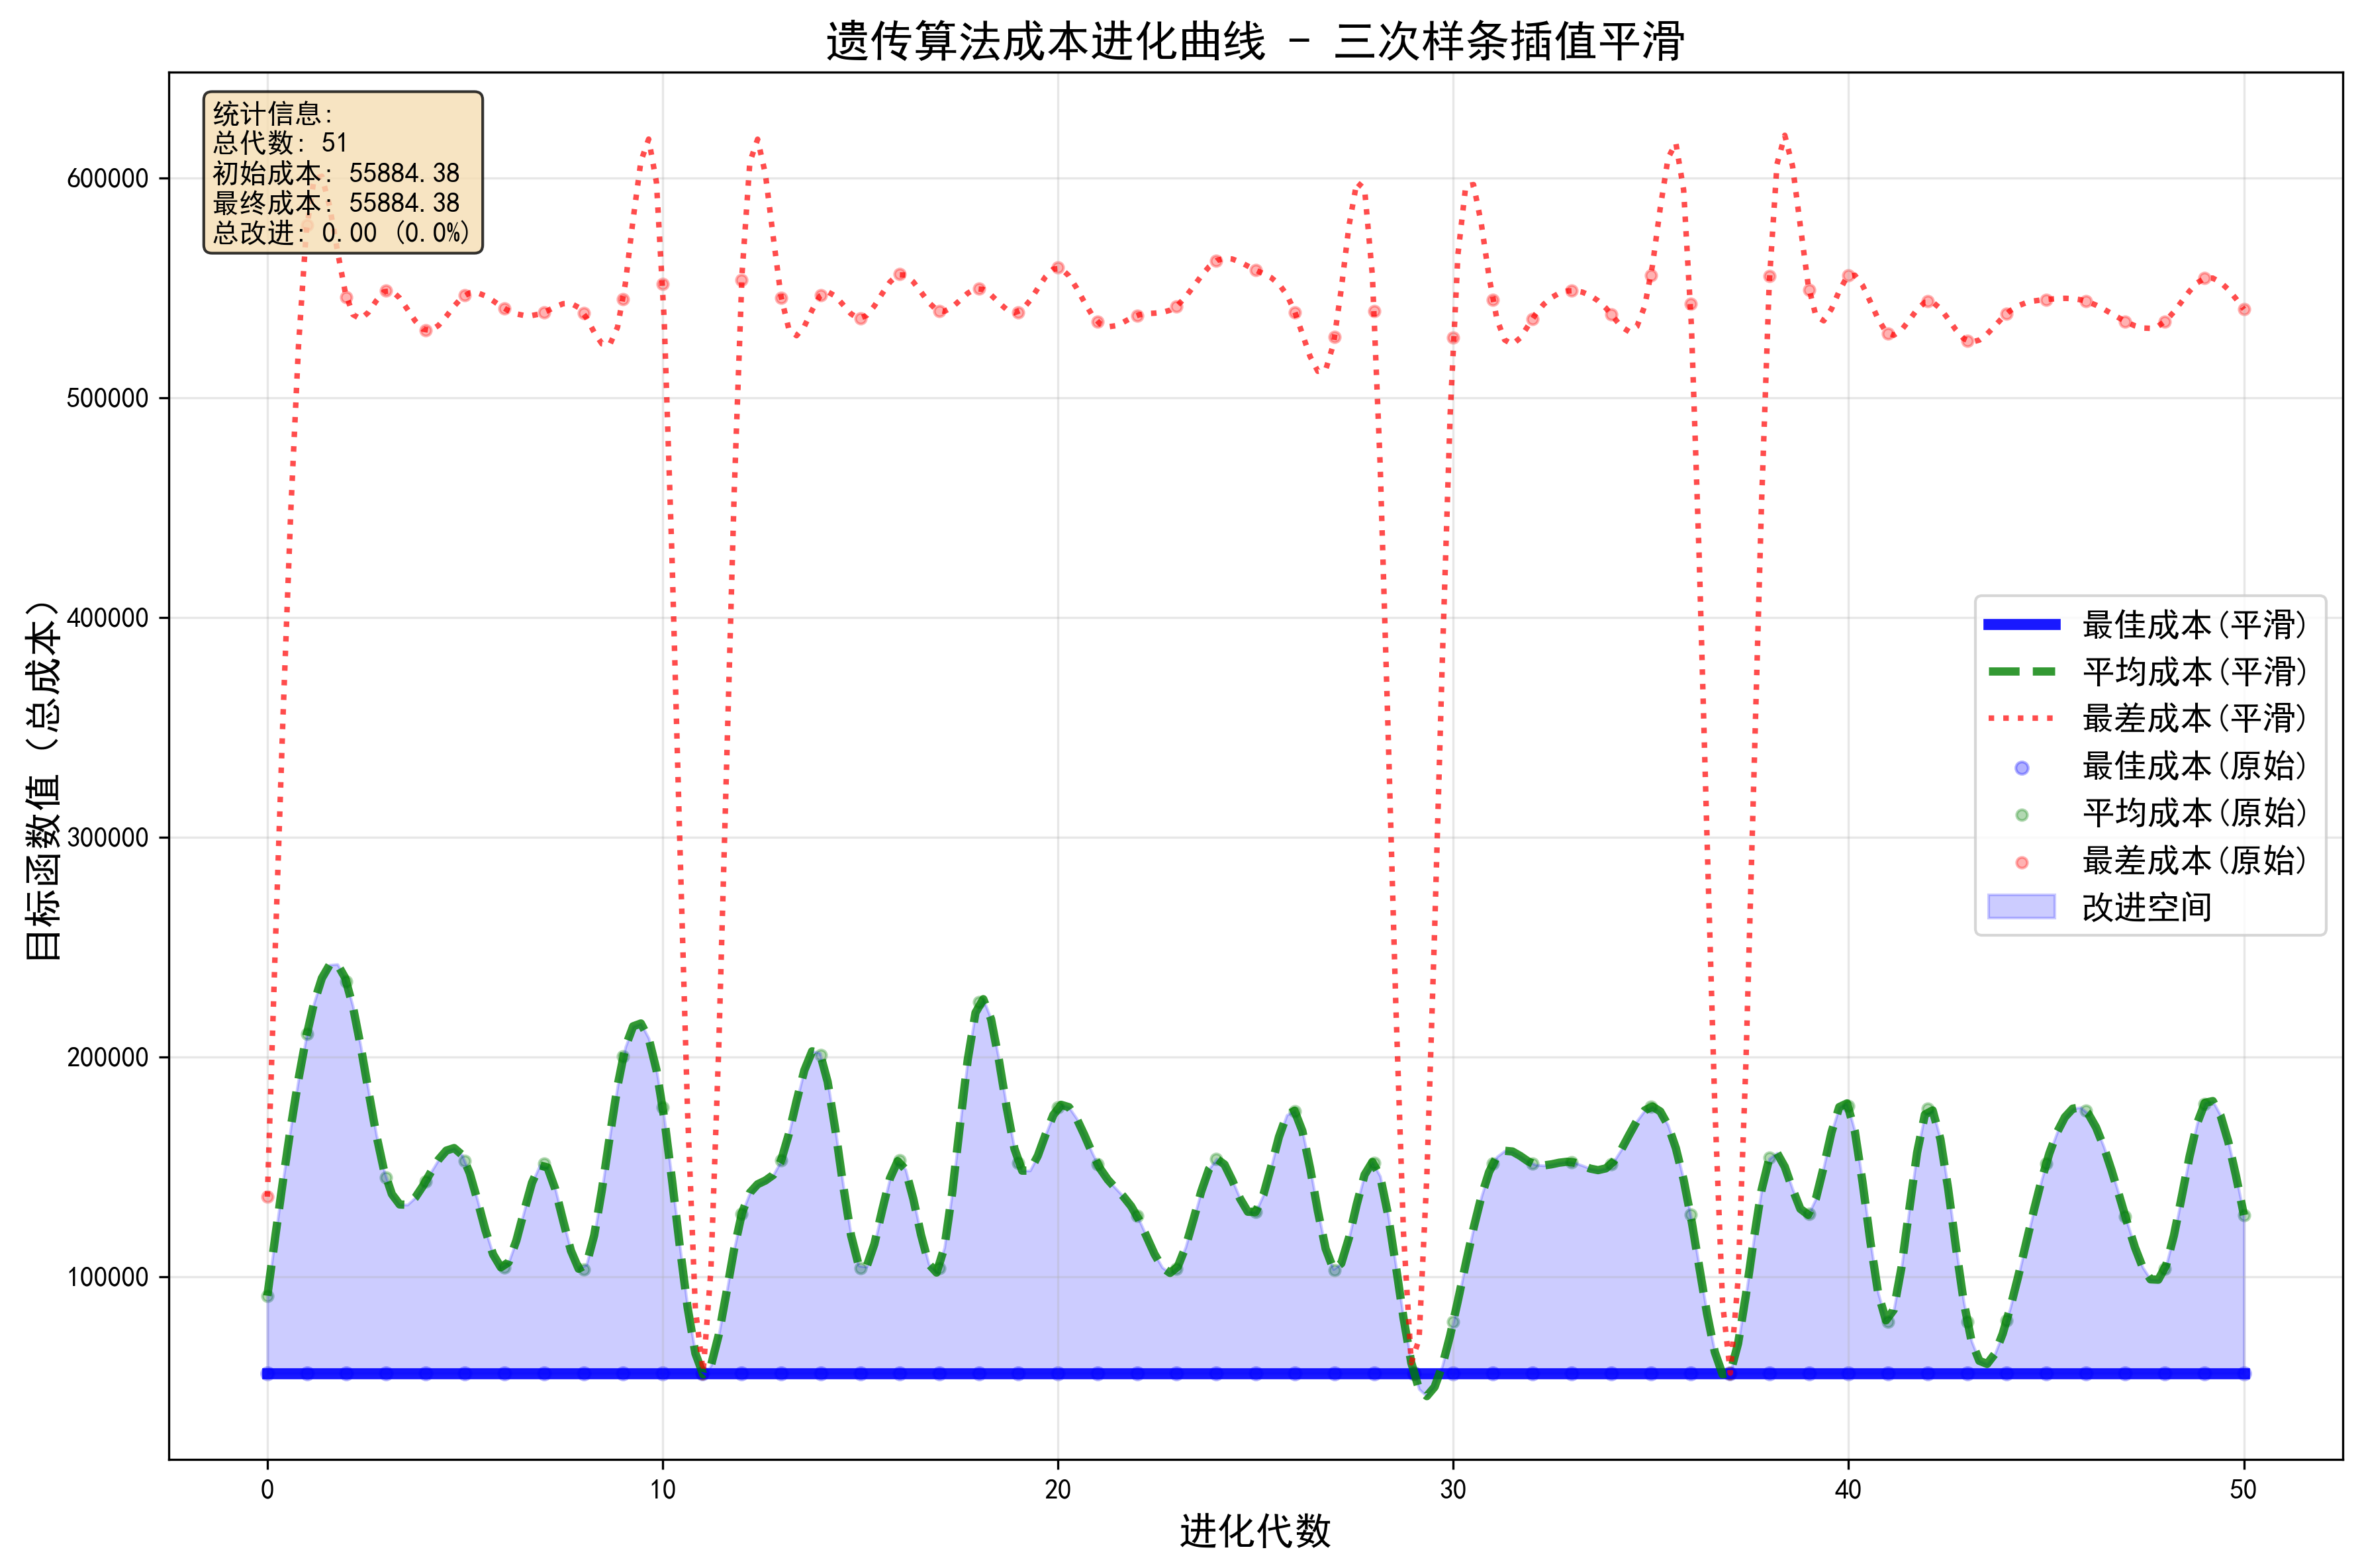 遗传算法成本进化曲线 - 三次样条插值平滑
统计信息:
总代数: 51
初始成本: 55884.38
最终成本: 55884.38
总改进: 0.00 (0.0%)
目标函数值（总成本）
600000
500000
400000
300000
200000
100000
最佳成本(平滑)
平均成本(平滑)
最差成本(平滑)
最佳成本(原始)
平均成本(原始)
最差成本(原始)
改进空间
0 10 20 30 40 50
进化代数